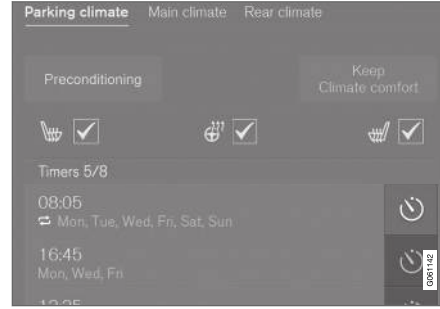 Parking climate Main climate Rear climate
Preconditioning
Keep
Climate comfort
Timers 5/8
08:05
Mon, Tue, Wed, Fri, Sat, Sun
16:45
Mon, Wed, Fri
G061142